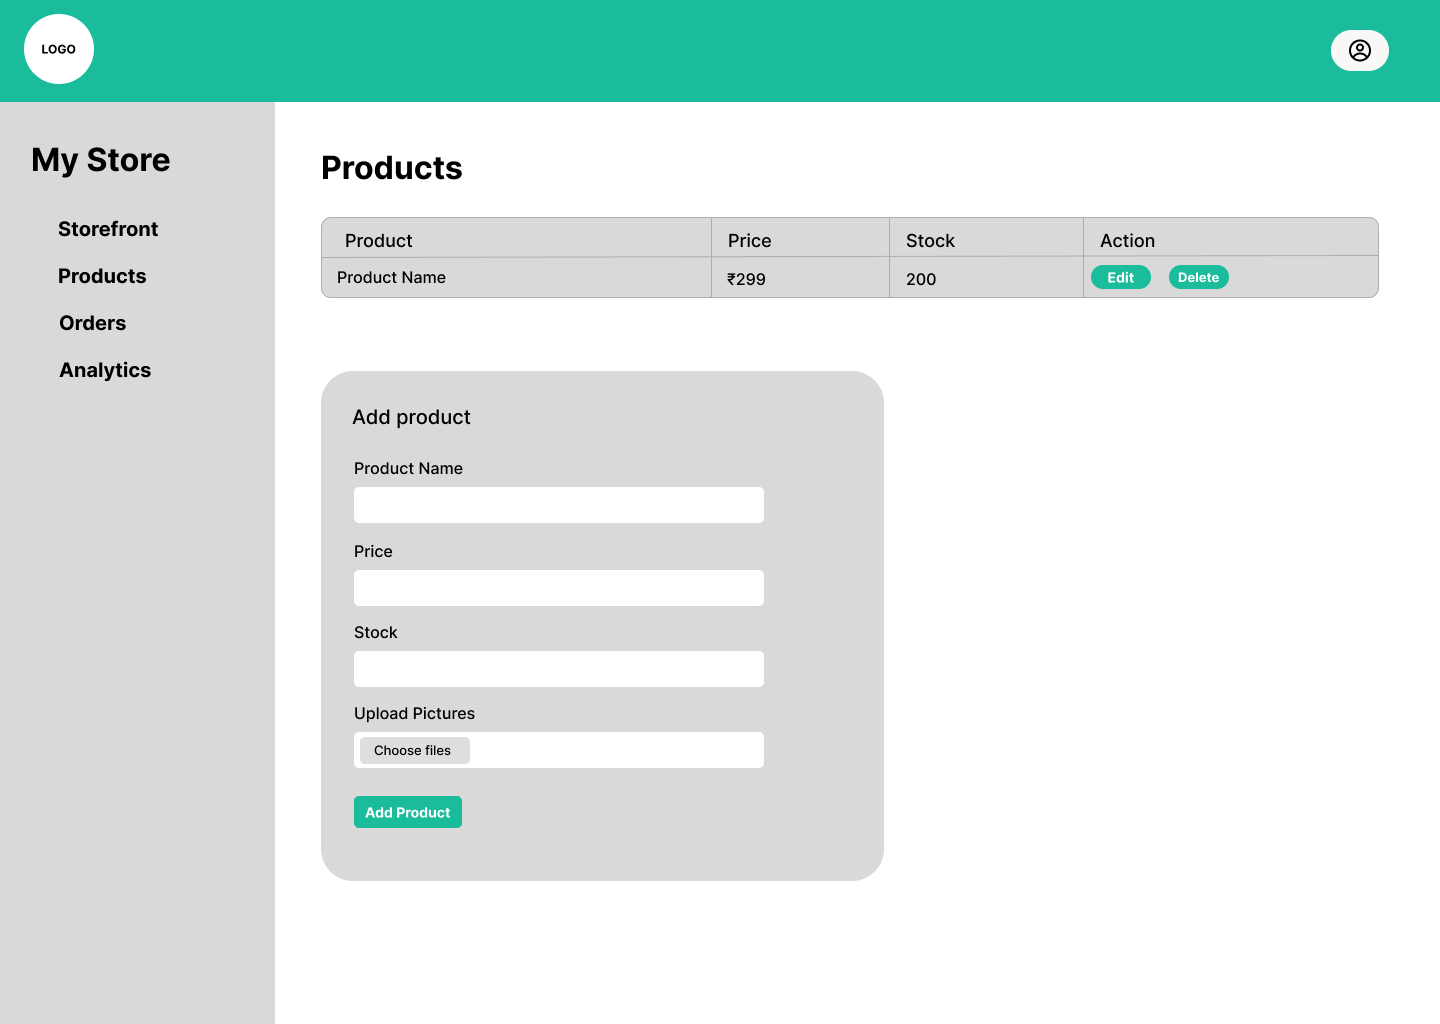 LOGO
My Store
Storefront
Products
Orders
Analytics
Products
Product Price Stock Action
Product Name ₹299 200 Edit Delete
Add product
Product Name
Price
Stock
Upload Pictures
Choose files
Add Product